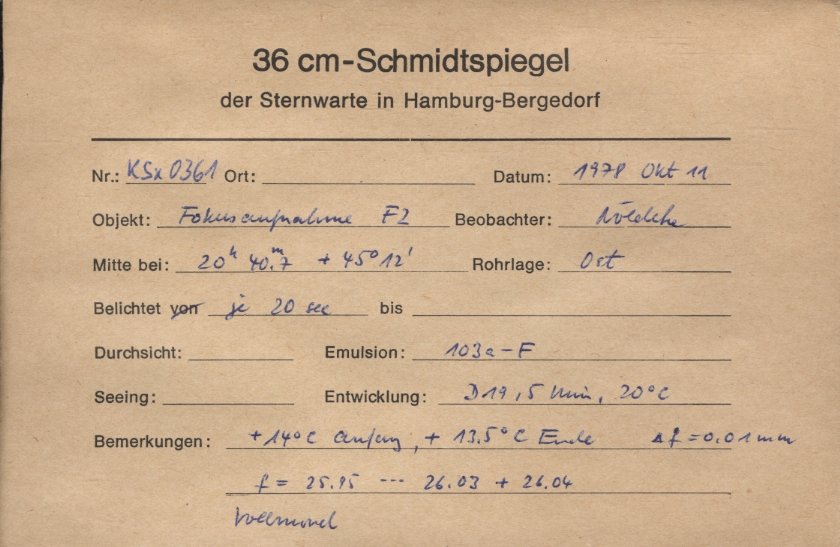 36 cm-Schmidtspiegel
der Sternwarte in Hamburg-Bergedorf
Nr.: KSx0361 Ort: Datum: 1978 Okt 11
Objekt: Fokusaufnahme F2 Beobachter:
Mitte bei: 20ʰ 40.ᵐ7 + 45° 12' Rohrlage: Ost
Belichtet von je 20 sec bis
Durchsicht: Emulsion: 103a-F
Seeing: Entwicklung: D19, 5 min, 20°C
Bemerkungen: +14°C Anfang, + 13.5°C Ende Δf = 0.01 mm
f = 25.95 --- 26.03 + 26.04
Vollmond